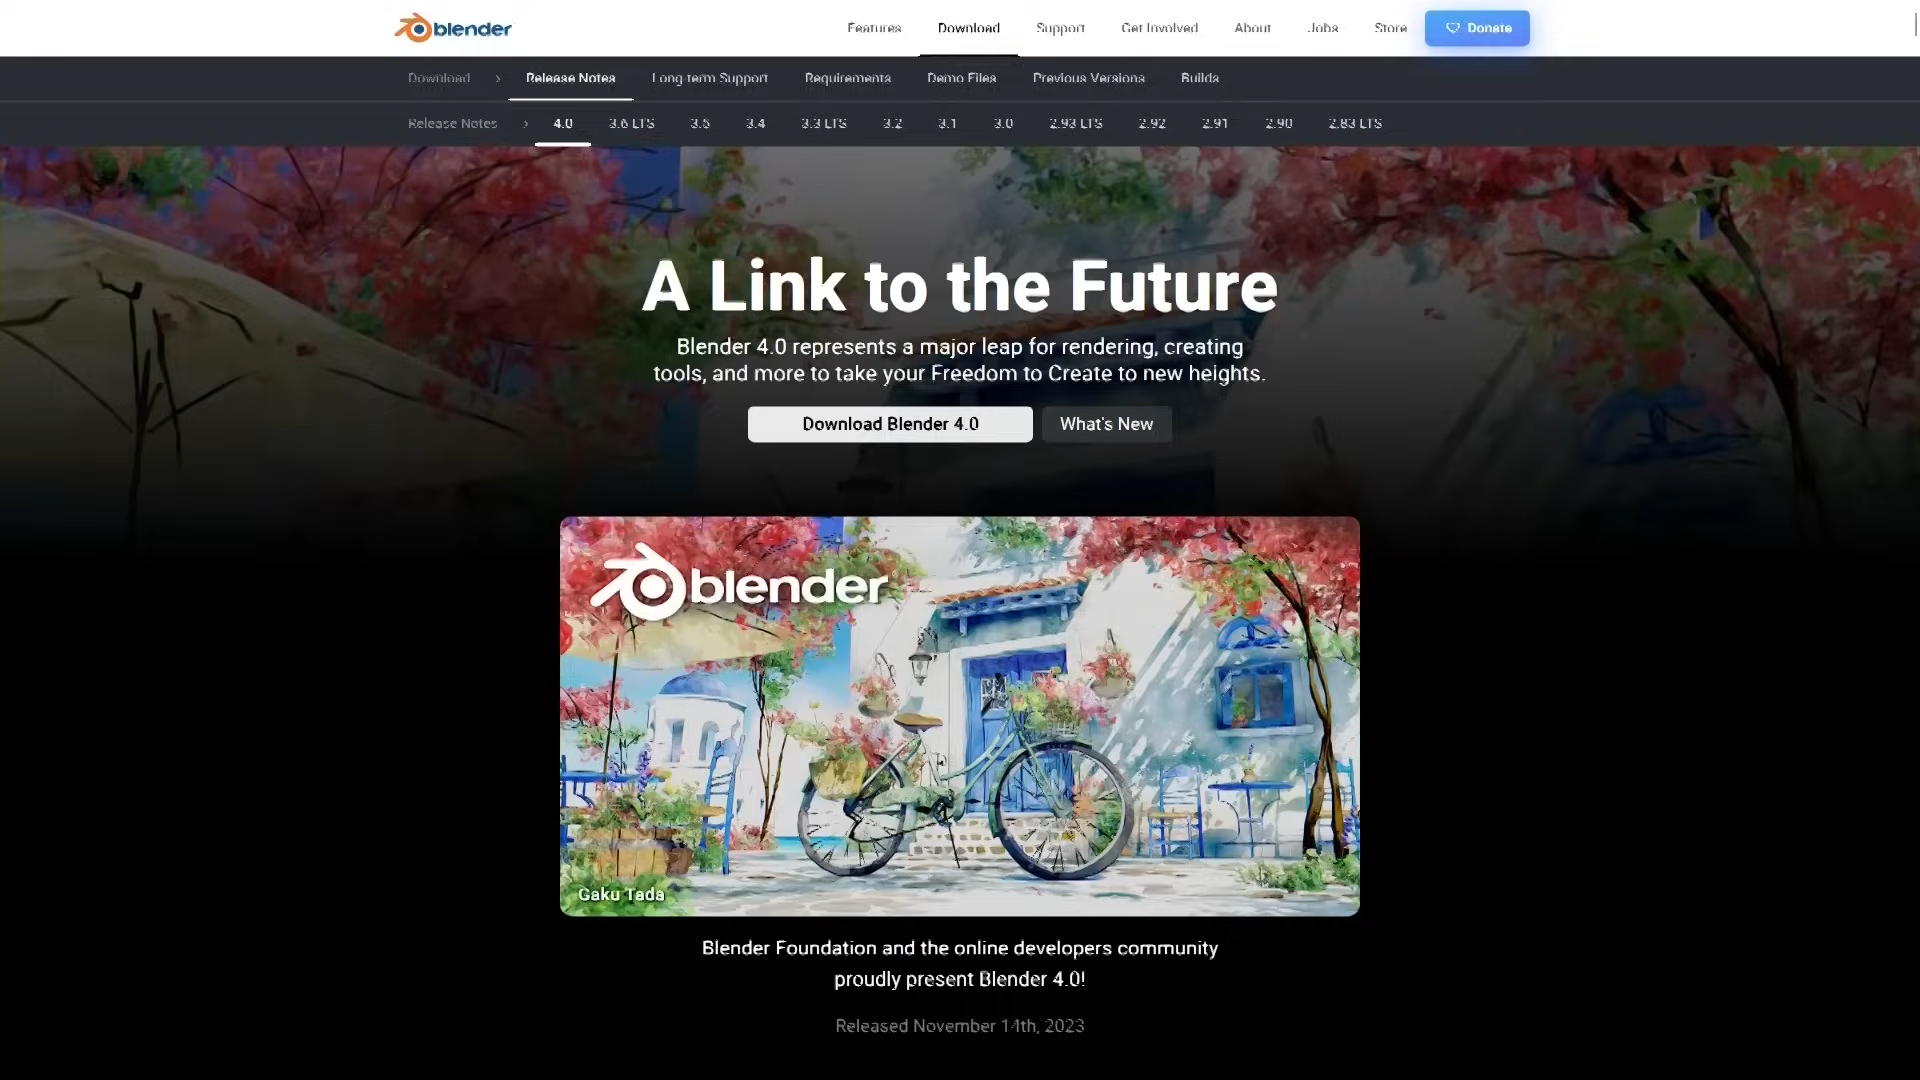 blender
Features Download Support Get Involved About Jobs Store Donate
Download > Release Notes Long-term Support Requirements Demo Files Previous Versions Builds
Release Notes > 4.0 3.6 LTS 3.5 3.4 3.3 LTS 3.2 3.1 3.0 2.93 LTS 2.92 2.91 2.90 2.83 LTS
A Link to the Future
Blender 4.0 represents a major leap for rendering, creating
tools, and more to take your Freedom to Create to new heights.
Download Blender 4.0 What's New
blender
Gaku Tada
Blender Foundation and the online developers community
proudly present Blender 4.0!
Released November 14th, 2023